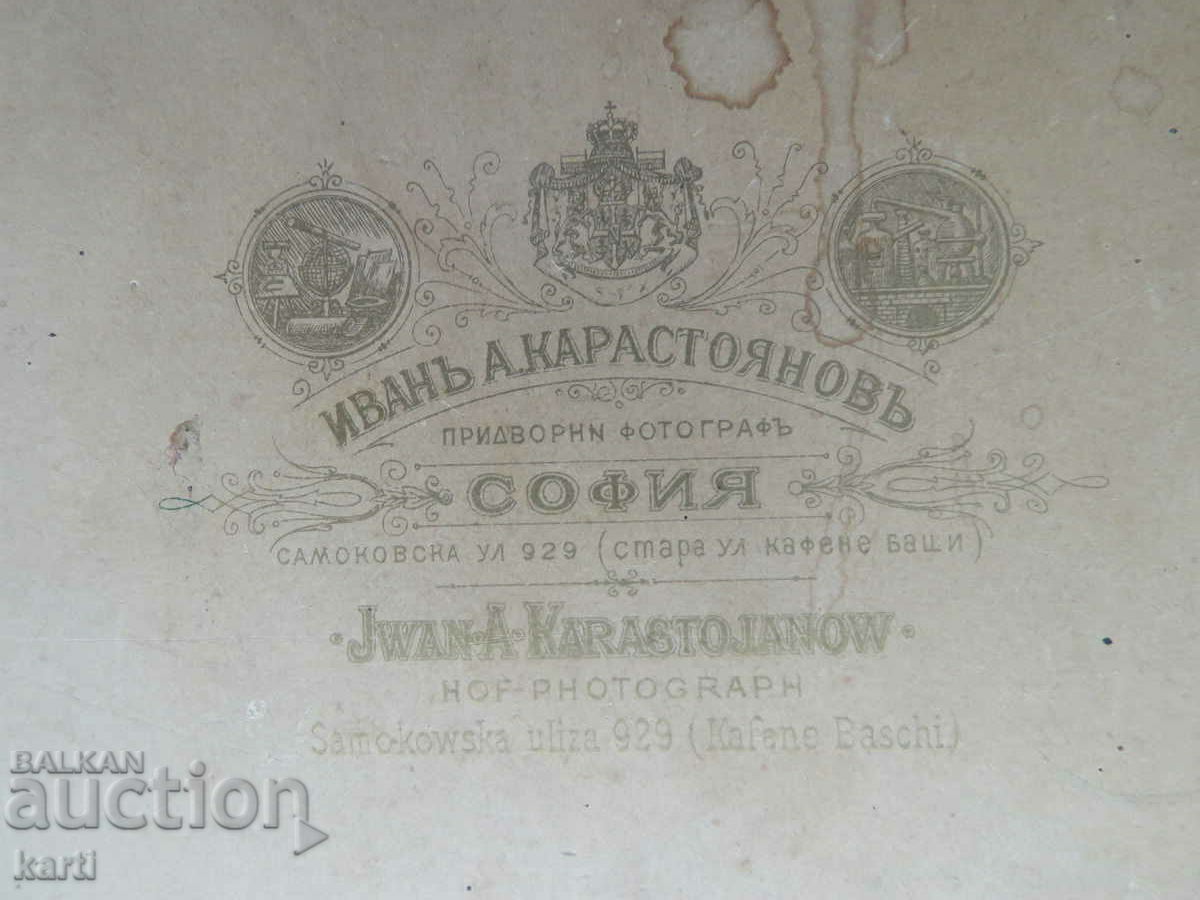 ИВАНЪ А. КАРАСТОЯНОВЪ
ПРИДВОРНИ ФОТОГРАФЪ
СОФИЯ
САМОКОВСКА УЛ 929 (стара ул кафене баши)
·JWAN·A·KARASTOJANOW·
HOF-PHOTOGRAPH
Samokowska uliza 929 (Kafene Baschi)
BALKAN
auction
karti